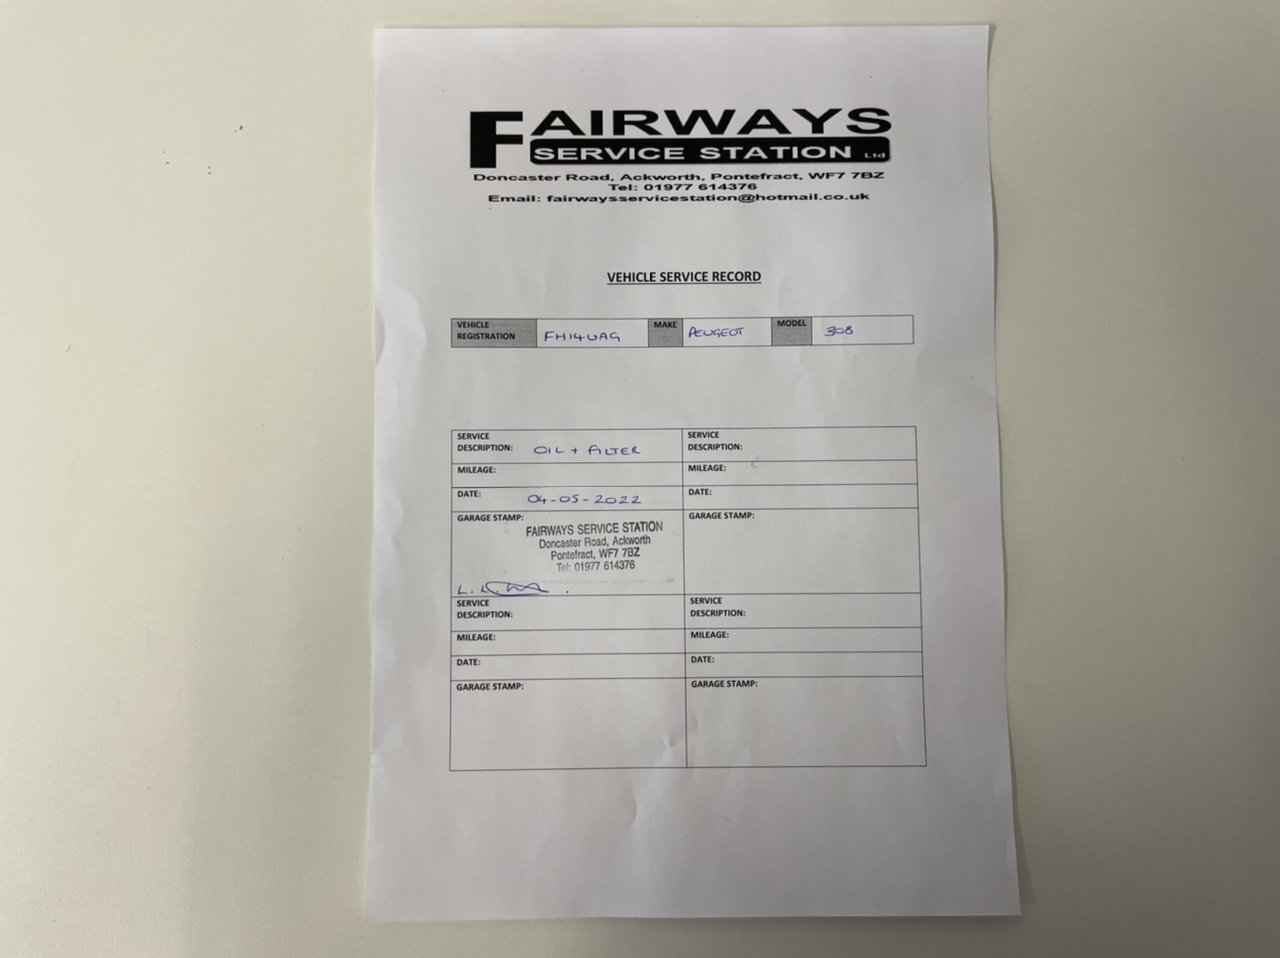 FAIRWAYS
SERVICE STATION Ltd
Doncaster Road, Ackworth, Pontefract, WF7 7BZ
Tel: 01977 614376
Email: fairwaysservicestation@hotmail.co.uk
VEHICLE SERVICE RECORD
VEHICLE REGISTRATION FH14UAG MAKE PEUGEOT MODEL 308
SERVICE
DESCRIPTION: OIL + FILTER
MILEAGE:
DATE: 04-05-2022
GARAGE STAMP:
FAIRWAYS SERVICE STATION
Doncaster Road, Ackworth
Pontefract, WF7 7BZ
Tel: 01977 614376
SERVICE
DESCRIPTION:
MILEAGE:
DATE:
GARAGE STAMP:
SERVICE
DESCRIPTION:
MILEAGE:
DATE:
GARAGE STAMP:
SERVICE
DESCRIPTION:
MILEAGE:
DATE:
GARAGE STAMP: